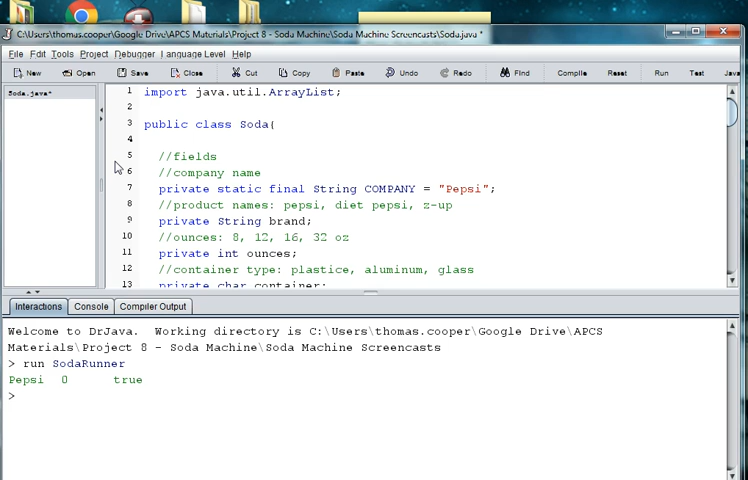 C:\Users\thomas.cooper\Google Drive\APCS Materials\Project 8 - Soda Machine\Soda Machine Screencasts\Soda.java *
File Edit Tools Project Debugger Language Level Help
New Open Save Close Cut Copy Paste Undo Redo Find Compile Reset Run Test Java
Soda.java*
1 import java.util.ArrayList;
2
3 public class Soda{
4
5 //fields
6 //company name
7 private static final String COMPANY = "Pepsi";
8 //product names: pepsi, diet pepsi, z-up
9 private String brand;
10 //ounces: 8, 12, 16, 32 oz
11 private int ounces;
12 //container type: plastice, aluminum, glass
13 private char container;
Interactions Console Compiler Output
Welcome to DrJava. Working directory is C:\Users\thomas.cooper\Google Drive\APCS
Materials\Project 8 - Soda Machine\Soda Machine Screencasts
> run SodaRunner
Pepsi 0 true
>